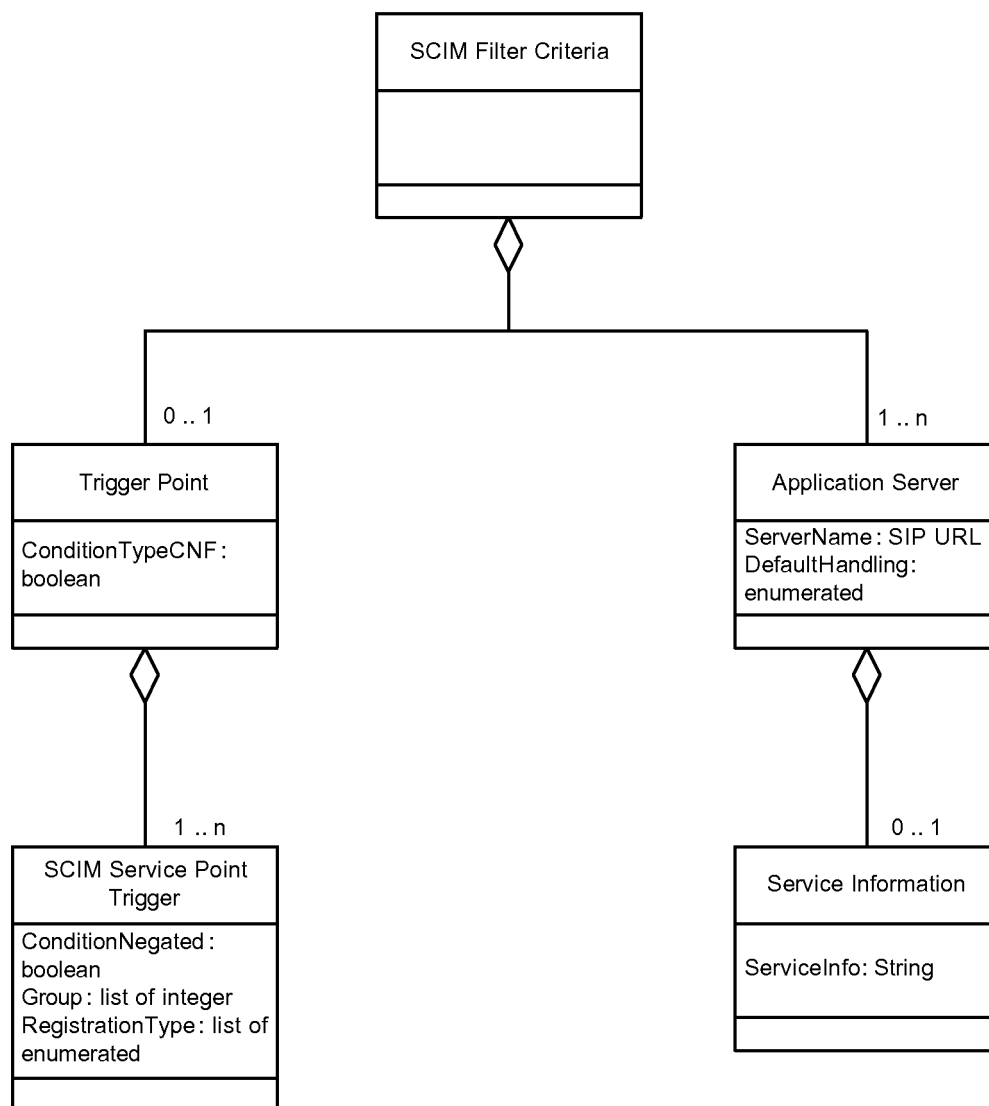 SCIM Filter Criteria
0 .. 1
1 .. n
Trigger Point
ConditionTypeCNF:
boolean
Application Server
ServerName: SIP URL
DefaultHandling:
enumerated
1 .. n
0 .. 1
SCIM Service Point
Trigger
ConditionNegated:
boolean
Group: list of integer
RegistrationType: list of
enumerated
Service Information
ServiceInfo: String